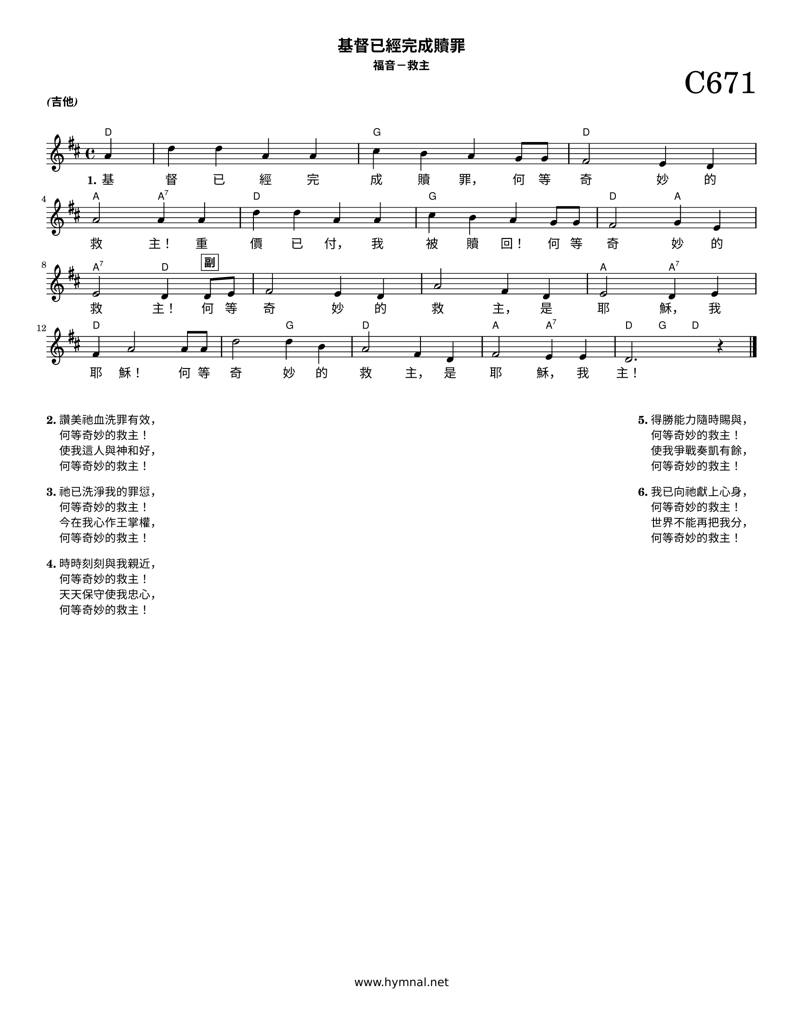 基督已經完成贖罪
福音－救主
C671
(吉他)
D G D
1. 基 督 已 經 完 成 贖 罪， 何 等 奇 妙 的
4 A A7 D G D A
救 主！ 重 價 已 付， 我 被 贖 回！ 何 等 奇 妙 的
8 A7 D 副 A A7
救 主！ 何 等 奇 妙 的 救 主， 是 耶 穌， 我
12 D G D A A7 D G D
耶 穌！ 何 等 奇 妙 的 救 主， 是 耶 穌， 我 主！
2. 讚美祂血洗罪有效，
何等奇妙的救主！
使我這人與神和好，
何等奇妙的救主！
3. 祂已洗淨我的罪愆，
何等奇妙的救主！
今在我心作王掌權，
何等奇妙的救主！
4. 時時刻刻與我親近，
何等奇妙的救主！
天天保守使我忠心，
何等奇妙的救主！
5. 得勝能力隨時賜與，
何等奇妙的救主！
使我爭戰奏凱有餘，
何等奇妙的救主！
6. 我已向祂獻上心身，
何等奇妙的救主！
世界不能再把我分，
何等奇妙的救主！
www.hymnal.net